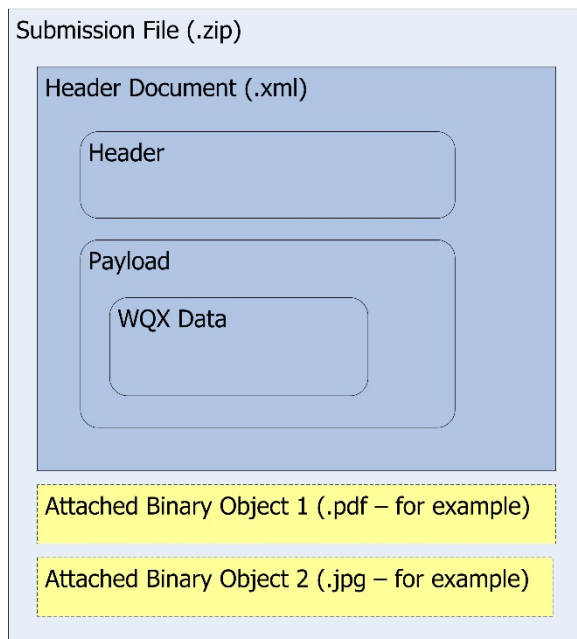 Submission File (.zip)
Header Document (.xml)
Header
Payload
WQX Data
Attached Binary Object 1 (.pdf – for example)
Attached Binary Object 2 (.jpg – for example)